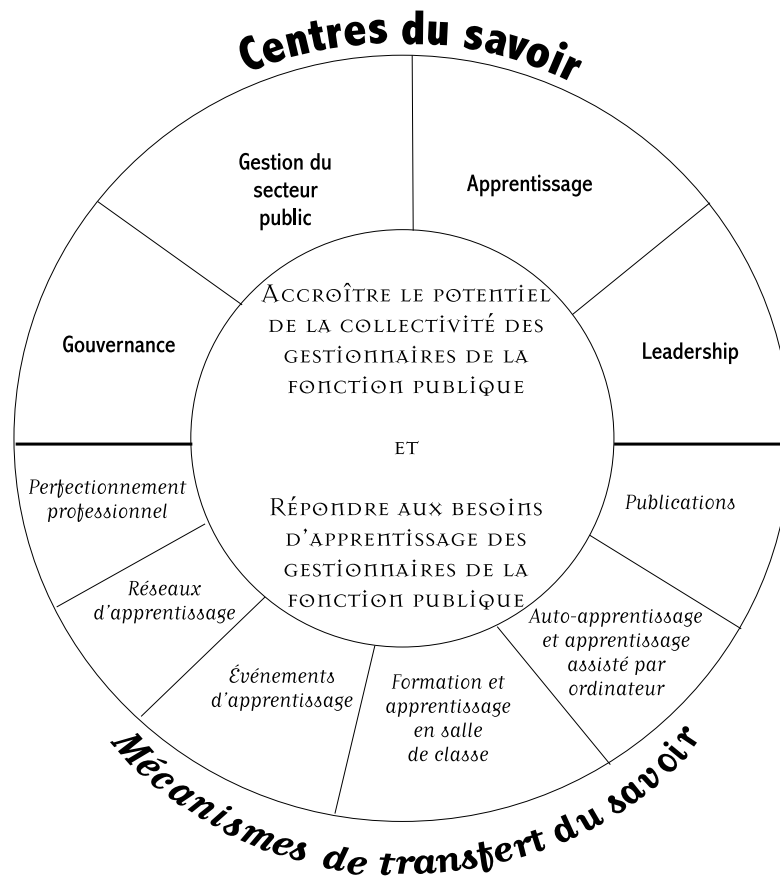 Centres du savoir
Gestion du
secteur
public
Apprentissage
Gouvernance
Leadership
Accroître le potentiel
de la collectivité des
gestionnaires de la
fonction publique
et
Répondre aux besoins
d'apprentissage des
gestionnaires de la
fonction publique
Perfectionnement
professionnel
Réseaux
d'apprentissage
Événements
d'apprentissage
Formation et
apprentissage
en salle
de classe
Auto-apprentissage
et apprentissage
assisté par
ordinateur
Publications
Mécanismes de transfert du savoir